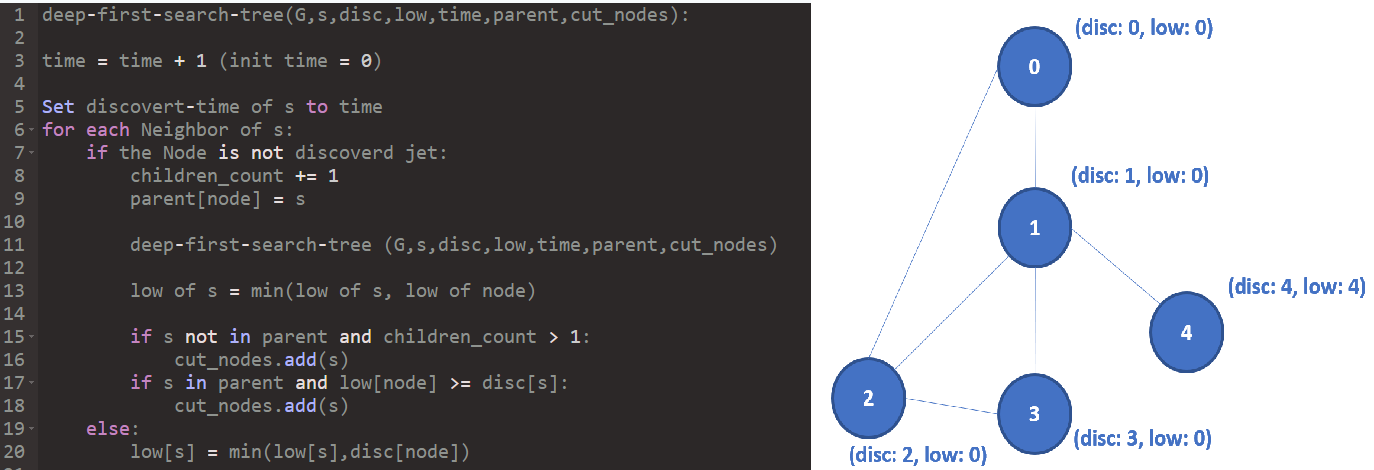 1 deep-first-search-tree(G,s,disc,low,time,parent,cut_nodes):
2
3 time = time + 1 (init time = 0)
4
5 Set discovert-time of s to time
6 for each Neighbor of s:
7 if the Node is not discoverd jet:
8 children_count += 1
9 parent[node] = s
10
11 deep-first-search-tree (G,s,disc,low,time,parent,cut_nodes)
12
13 low of s = min(low of s, low of node)
14
15 if s not in parent and children_count > 1:
16 cut_nodes.add(s)
17 if s in parent and low[node] >= disc[s]:
18 cut_nodes.add(s)
19 else:
20 low[s] = min(low[s],disc[node])
(disc: 0, low: 0)
0
(disc: 1, low: 0)
1
(disc: 4, low: 4)
4
2
3
(disc: 3, low: 0)
(disc: 2, low: 0)